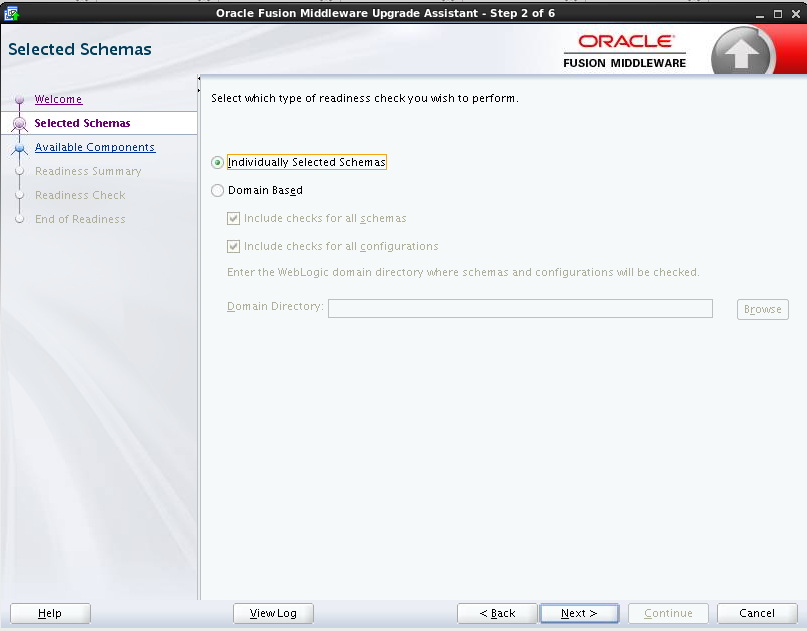 Oracle Fusion Middleware Upgrade Assistant - Step 2 of 6
Selected Schemas
ORACLE
FUSION MIDDLEWARE
Welcome
Selected Schemas
Available Components
Readiness Summary
Readiness Check
End of Readiness
Select which type of readiness check you wish to perform.
Individually Selected Schemas
Domain Based
Include checks for all schemas
Include checks for all configurations
Enter the WebLogic domain directory where schemas and configurations will be checked.
Domain Directory:
Browse
Help
View Log
< Back
Next >
Continue
Cancel